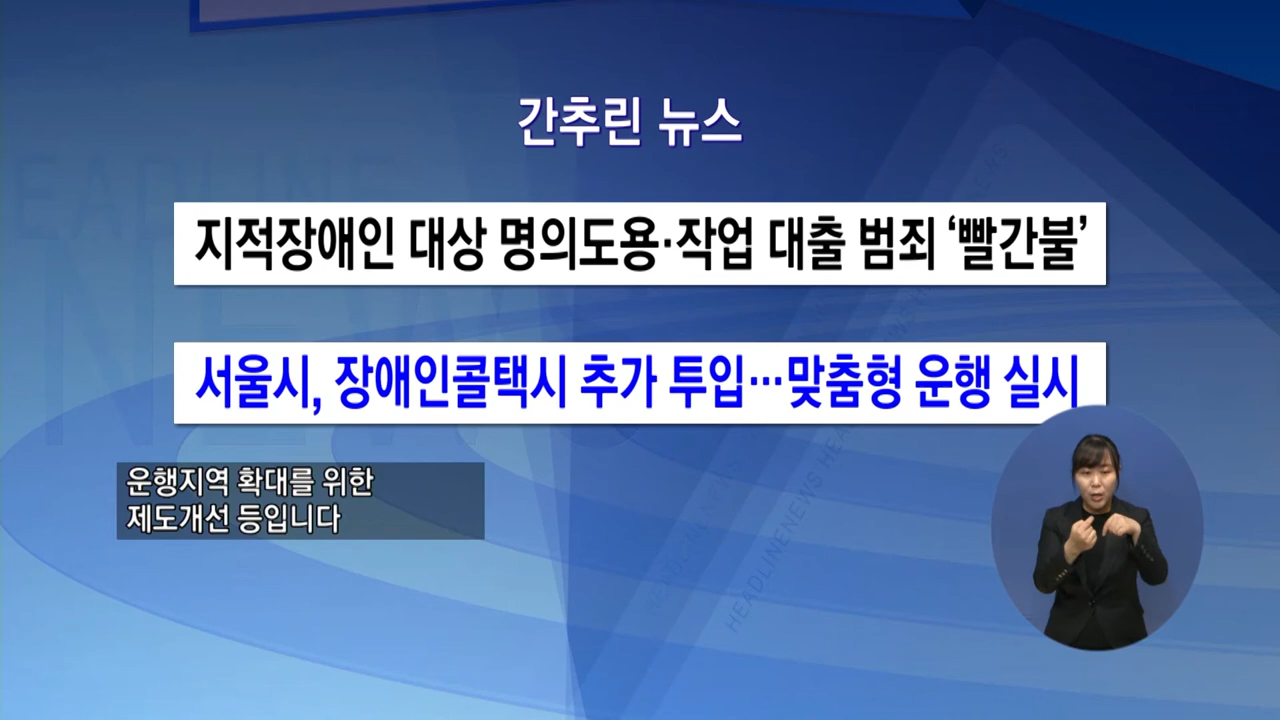 간추린 뉴스
지적장애인 대상 명의도용·작업 대출 범죄 ‘빨간불’
서울시, 장애인콜택시 추가 투입…맞춤형 운행 실시
운행지역 확대를 위한
제도개선 등입니다
HEADLINENEWS